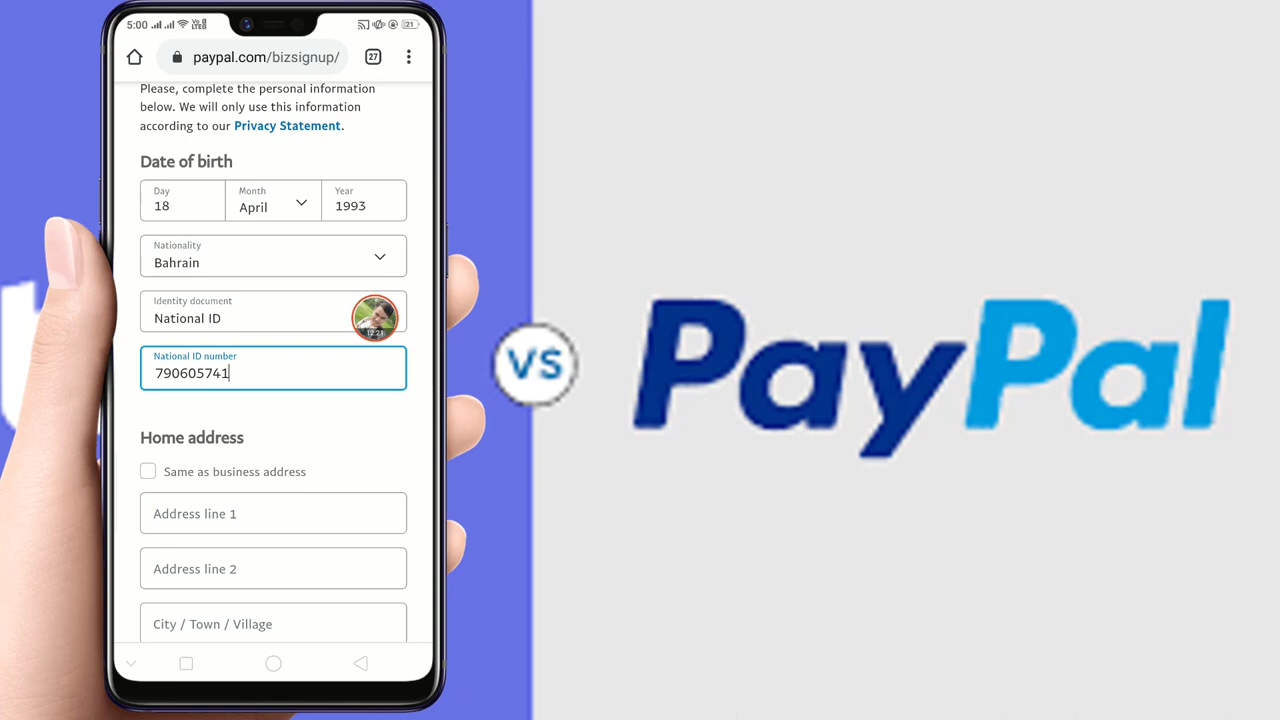 5:00
21
paypal.com/bizsignup/
27
Please, complete the personal information
below. We will only use this information
according to our Privacy Statement.
Date of birth
Day
18
Month
April
Year
1993
Nationality
Bahrain
Identity document
National ID
12:21
National ID number
790605741
Home address
Same as business address
Address line 1
Address line 2
City / Town / Village
VS
PayPal